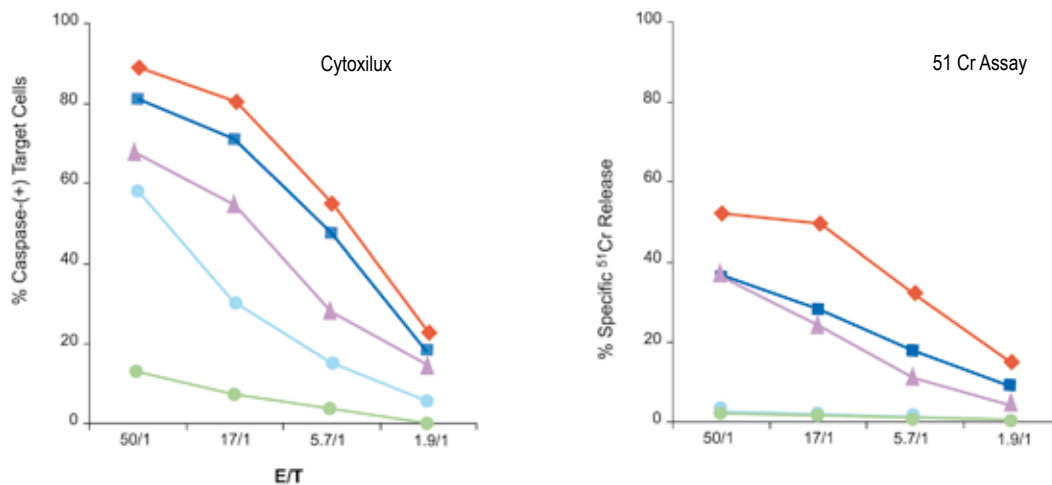 Cytoxilux
% Caspase-(+) Target Cells
100
80
60
40
20
0
50/1 17/1 5.7/1 1.9/1
E/T
51 Cr Assay
% Specific ⁵¹Cr Release
100
80
60
40
20
0
50/1 17/1 5.7/1 1.9/1